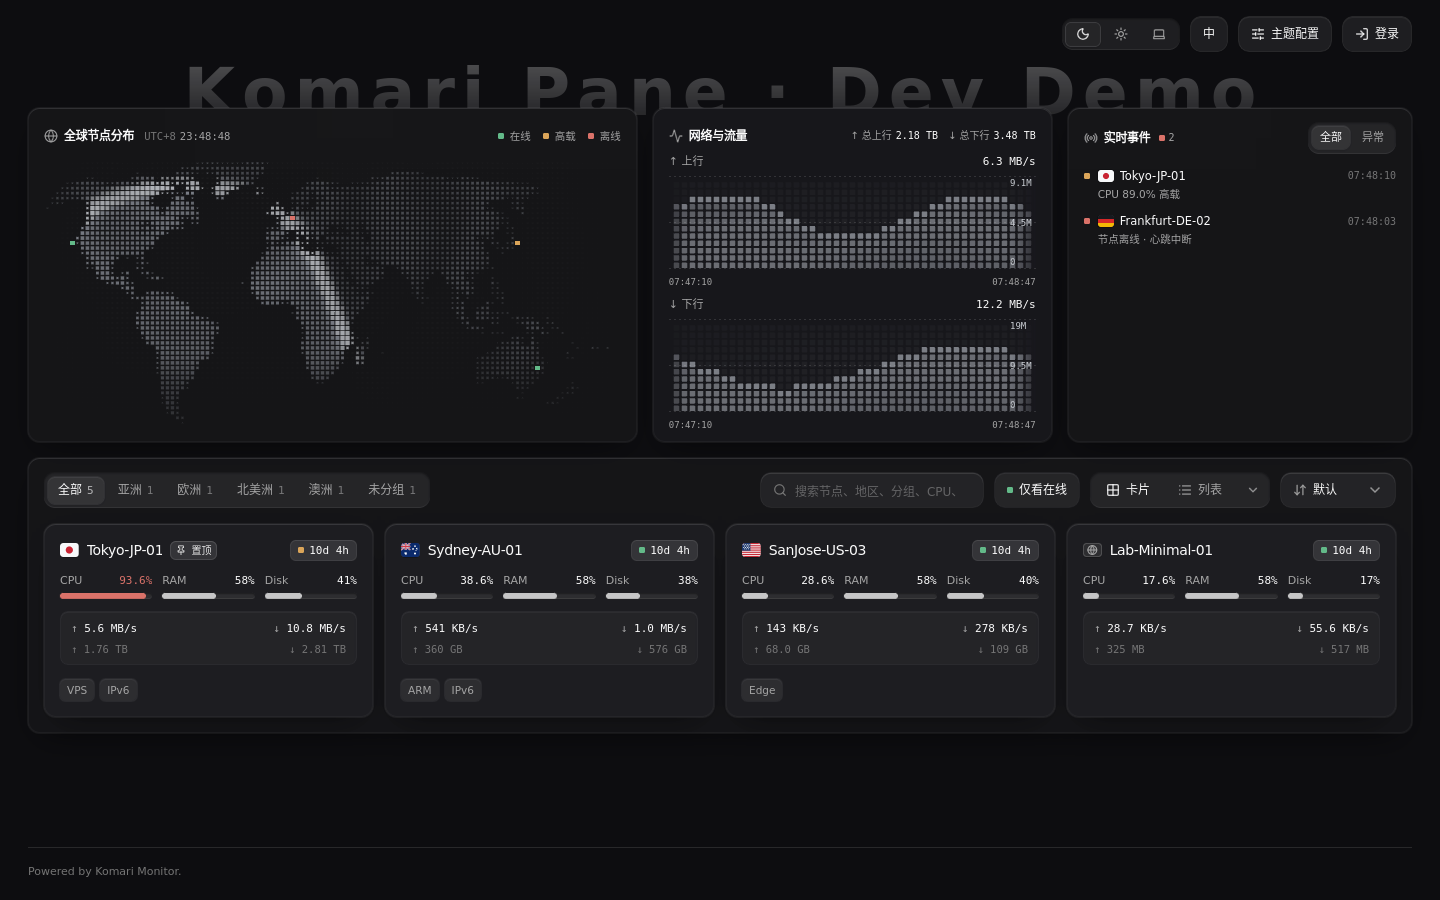 中
主题配置
登录
Komari Pane · Dev Demo
全球节点分布 UTC+8 23:48:48
在线 高载 离线
网络与流量 ↑ 总上行 2.18 TB ↓ 总下行 3.48 TB
↑ 上行 6.3 MB/s
9.1M
4.5M
0
07:47:10 07:48:47
↓ 下行 12.2 MB/s
19M
9.5M
0
07:47:10 07:48:47
实时事件 2 全部 异常
Tokyo-JP-01 07:48:10
CPU 89.0% 高载
Frankfurt-DE-02 07:48:03
节点离线 · 心跳中断
全部 5 亚洲 1 欧洲 1 北美洲 1 澳洲 1 未分组 1
搜索节点、地区、分组、CPU、
仅看在线
卡片 列表
默认
Tokyo-JP-01 置顶 10d 4h
CPU 93.6% RAM 58% Disk 41%
↑ 5.6 MB/s ↓ 10.8 MB/s
↑ 1.76 TB ↓ 2.81 TB
VPS IPv6
Sydney-AU-01 10d 4h
CPU 38.6% RAM 58% Disk 38%
↑ 541 KB/s ↓ 1.0 MB/s
↑ 360 GB ↓ 576 GB
ARM IPv6
SanJose-US-03 10d 4h
CPU 28.6% RAM 58% Disk 40%
↑ 143 KB/s ↓ 278 KB/s
↑ 68.0 GB ↓ 109 GB
Edge
Lab-Minimal-01 10d 4h
CPU 17.6% RAM 58% Disk 17%
↑ 28.7 KB/s ↓ 55.6 KB/s
↑ 325 MB ↓ 517 MB
Powered by Komari Monitor.